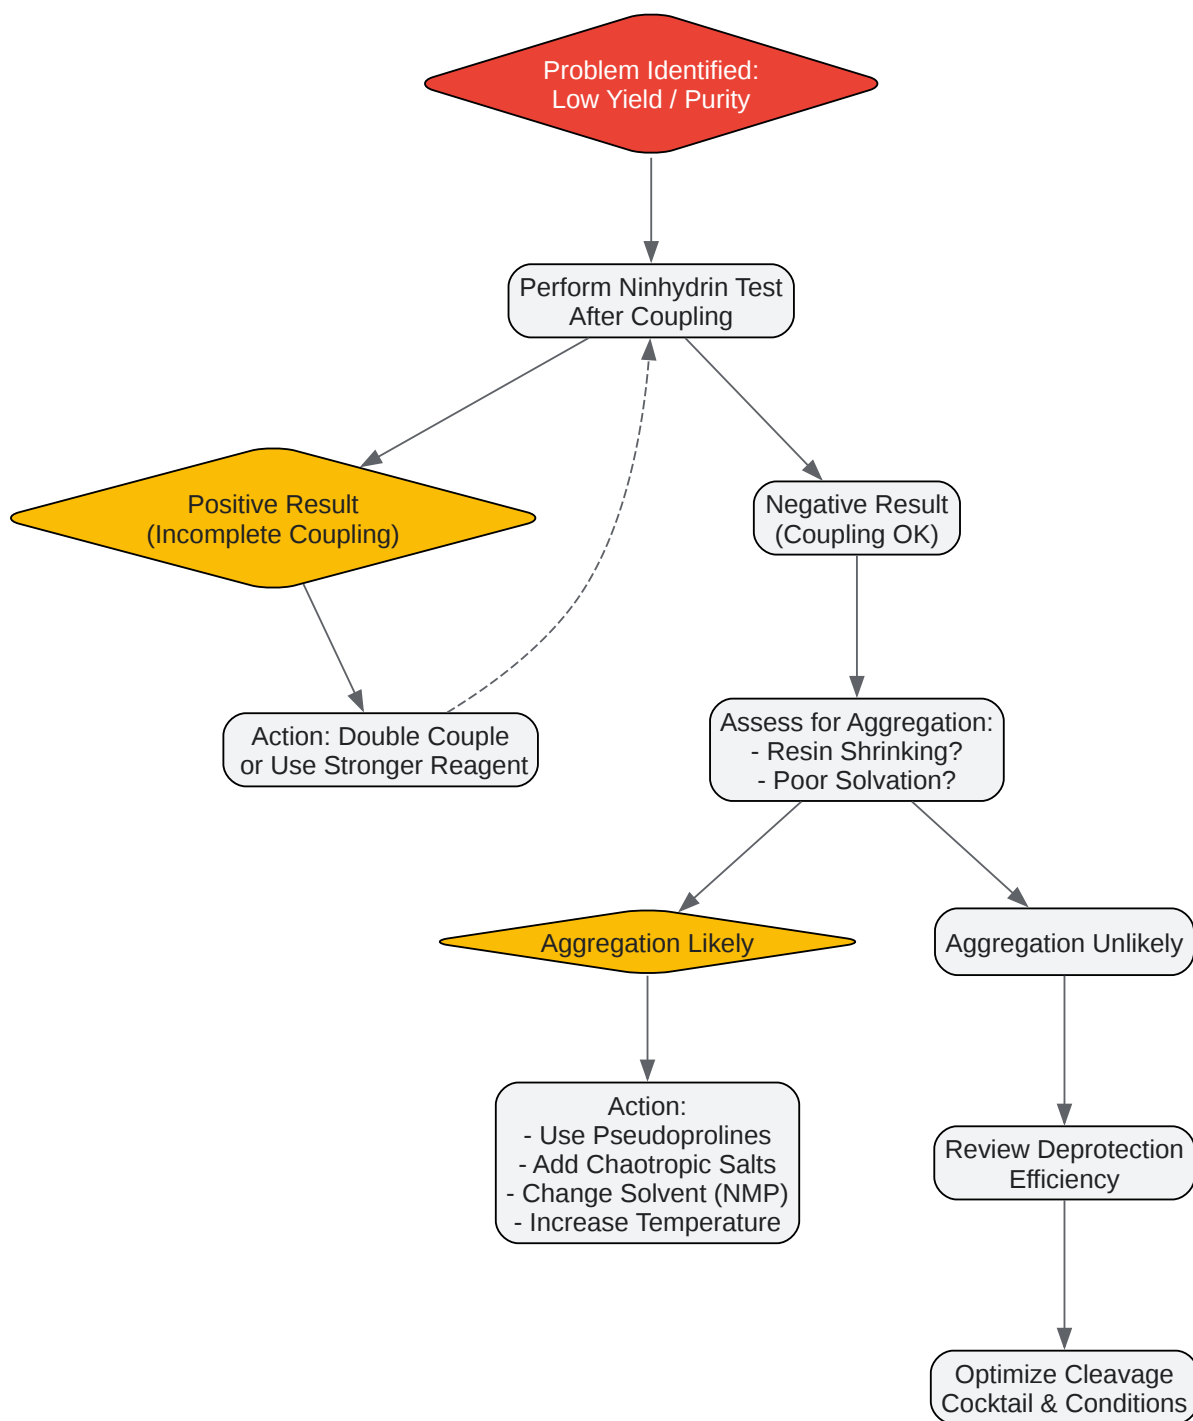 Problem Identified:
Low Yield / Purity
Perform Ninhydrin Test
After Coupling
Positive Result
(Incomplete Coupling)
Negative Result
(Coupling OK)
Action: Double Couple
or Use Stronger Reagent
Assess for Aggregation:
- Resin Shrinking?
- Poor Solvation?
Aggregation Likely
Aggregation Unlikely
Action:
- Use Pseudoprolines
- Add Chaotropic Salts
- Change Solvent (NMP)
- Increase Temperature
Review Deprotection
Efficiency
Optimize Cleavage
Cocktail & Conditions